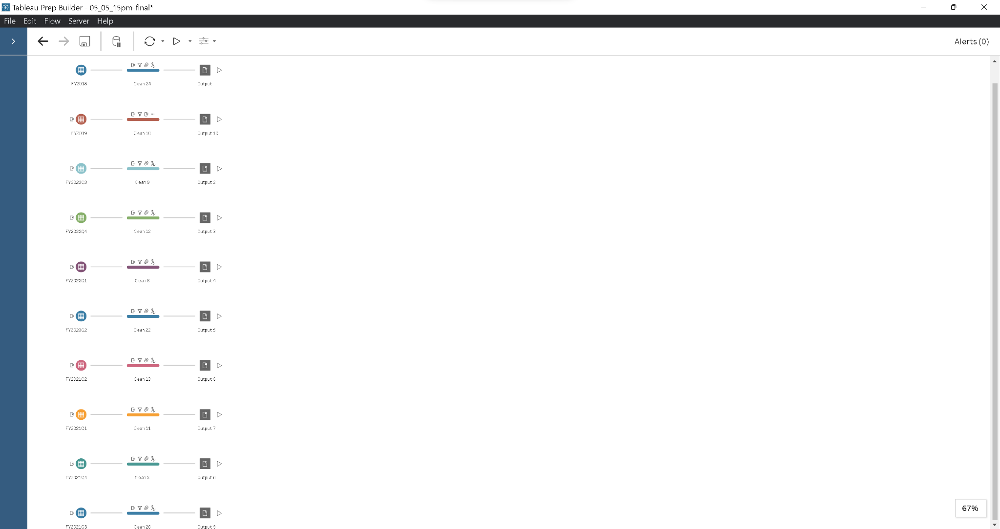 Tableau Prep Builder - 05_05_15pm-final*
File Edit Flow Server Help
Alerts (0)
FY2018 Clean 24 Output
FY2019 Clean 10 Output 10
FY2020Q3 Clean 9 Output 2
FY2020Q4 Clean 12 Output 3
FY2020Q1 Clean 8 Output 4
FY2020Q2 Clean 22 Output 5
FY2021Q2 Clean 13 Output 6
FY2021Q1 Clean 11 Output 7
FY2021Q4 Clean 5 Output 8
FY2021Q3 Clean 20 Output 9
67%